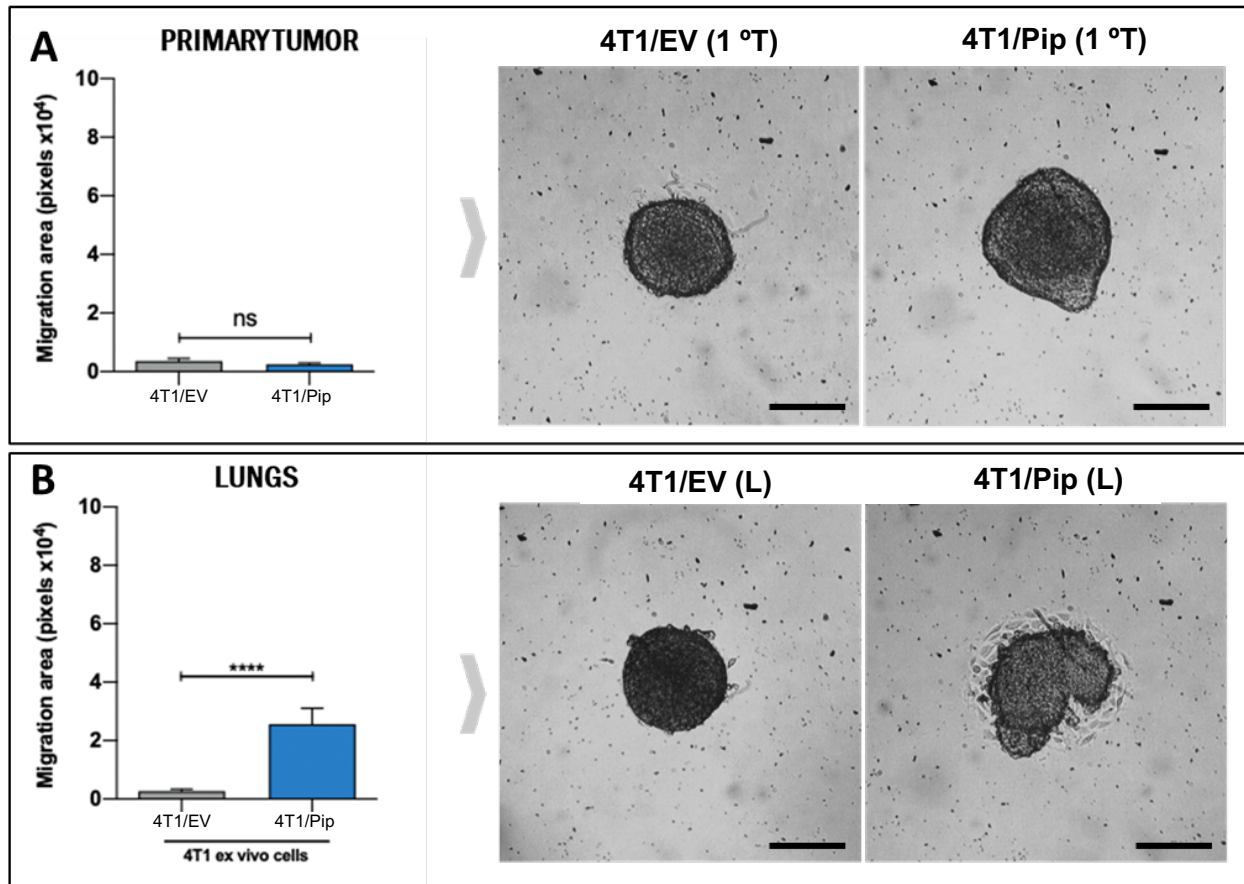 A
PRIMARY TUMOR
Migration area (pixels x10⁴)
10
8
6
4
2
0
ns
4T1/EV
4T1/Pip
4T1/EV (1 ºT)
4T1/Pip (1 ºT)
B
LUNGS
Migration area (pixels x10⁴)
10
8
6
4
2
0
****
4T1/EV
4T1/Pip
4T1 ex vivo cells
4T1/EV (L)
4T1/Pip (L)